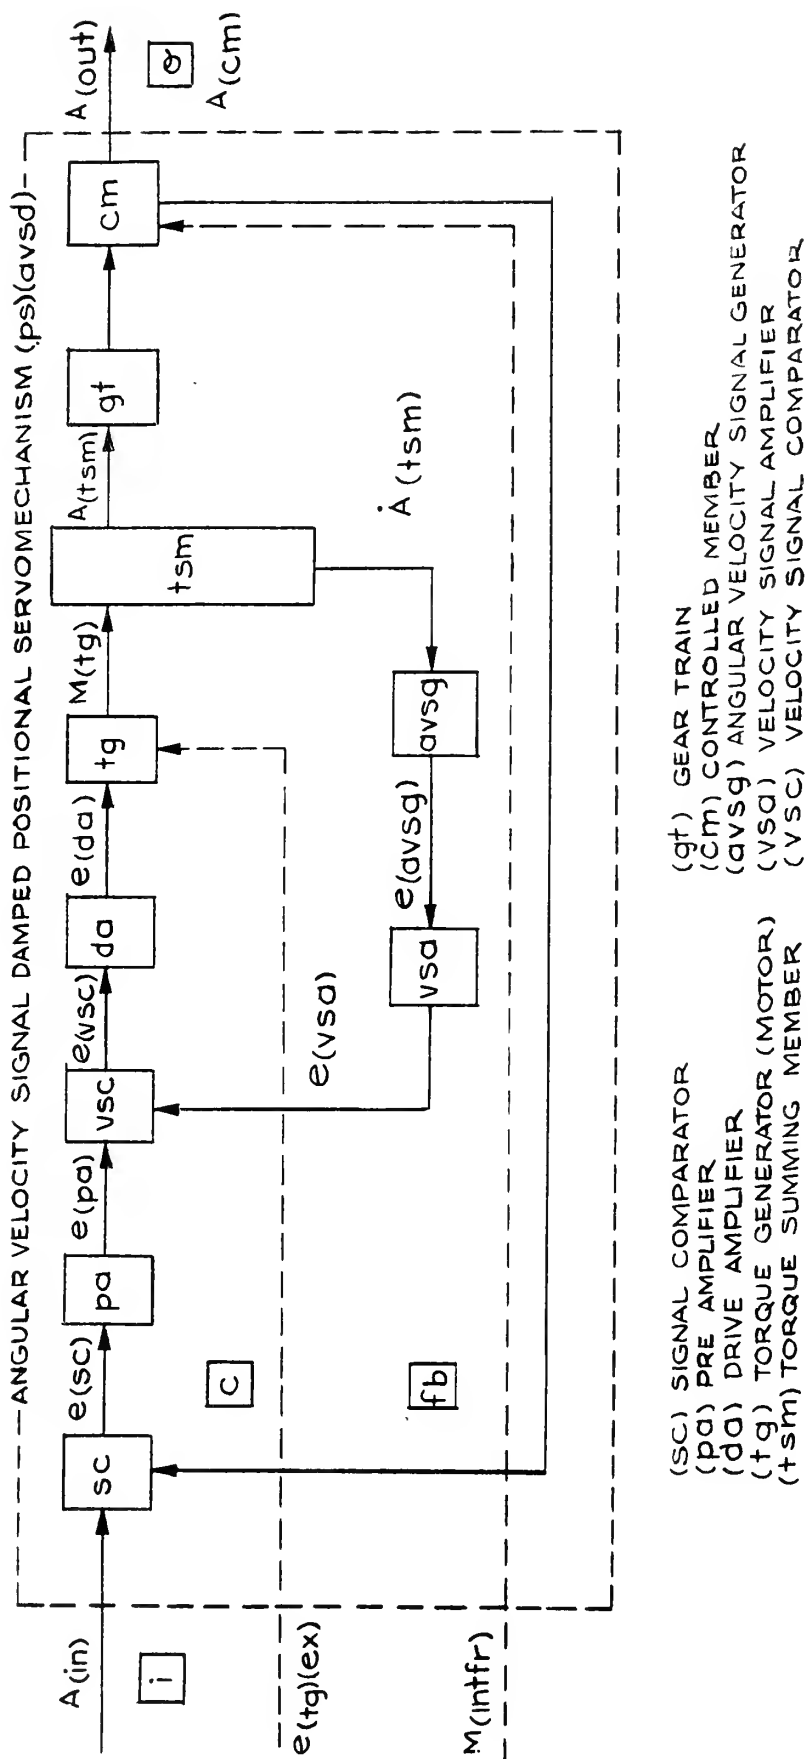 ANGULAR VELOCITY SIGNAL DAMPED POSITIONAL SERVOMECHANISM (ps)(avsd)
A(in)
i
sc
e(sc)
pa
e(pa)
vsc
e(vsc)
da
e(da)
tg
M(tg)
tsm
A(tsm)
gt
cm
A(out)
o
A(cm)
c
e(tg)(ex)
e(vsa)
Ȧ(tsm)
fb
vsa
e(avsg)
avsg
M(intfr)
(sc) SIGNAL COMPARATOR
(pa) PRE AMPLIFIER
(da) DRIVE AMPLIFIER
(tg) TORQUE GENERATOR (MOTOR)
(tsm) TORQUE SUMMING MEMBER
(gt) GEAR TRAIN
(cm) CONTROLLED MEMBER
(avsg) ANGULAR VELOCITY SIGNAL GENERATOR
(vsa) VELOCITY SIGNAL AMPLIFIER
(vsc) VELOCITY SIGNAL COMPARATOR